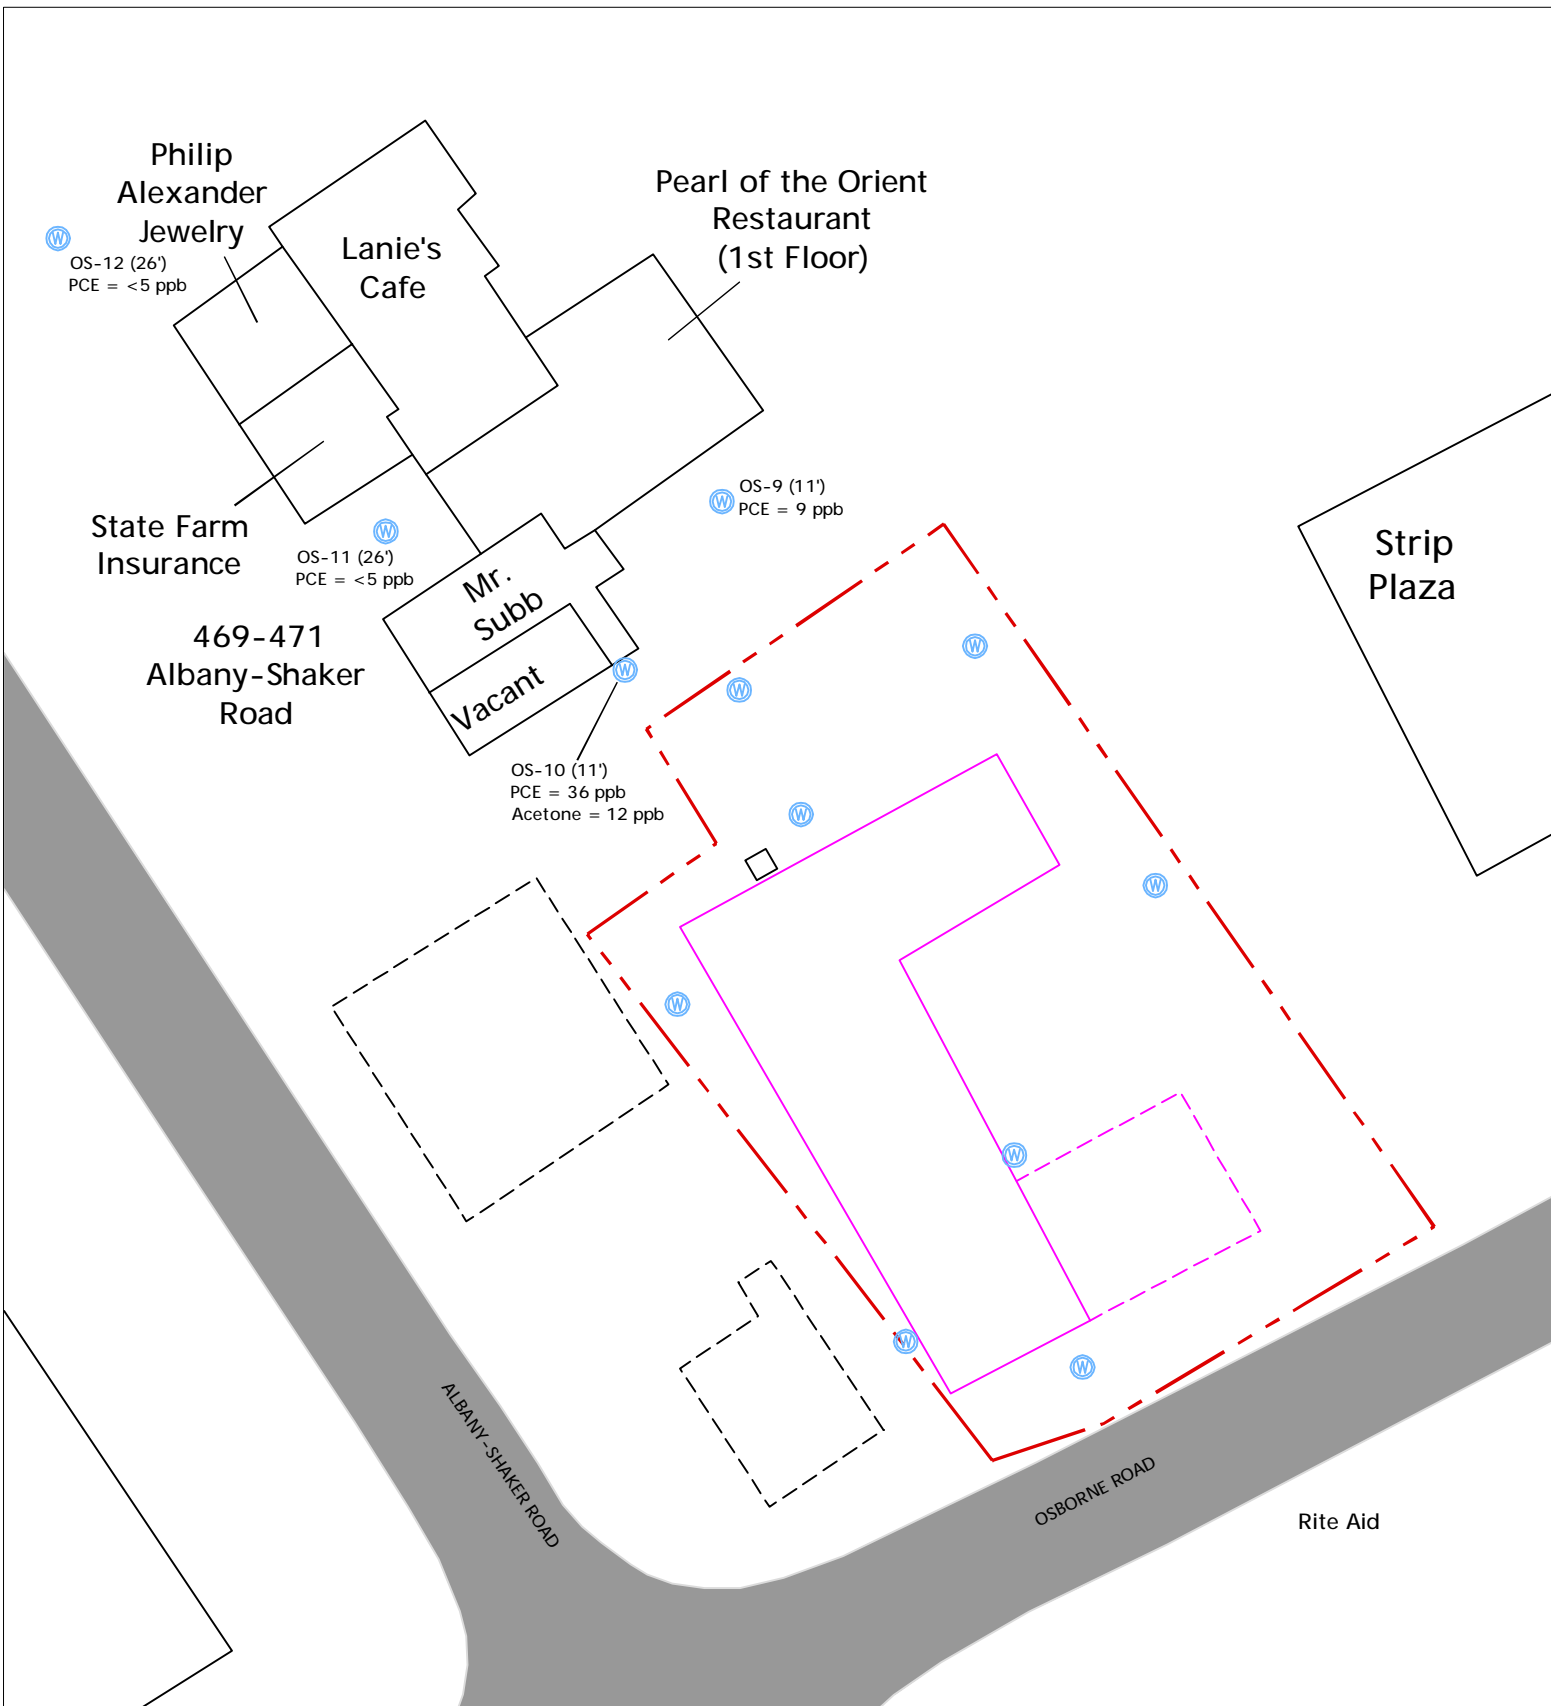 Philip
Alexander
Jewelry
Lanie's
Cafe
Pearl of the Orient
Restaurant
(1st Floor)
W
OS-12 (26')
PCE = <5 ppb
W
OS-9 (11')
PCE = 9 ppb
State Farm
Insurance
W
OS-11 (26')
PCE = <5 ppb
Mr.
Subb
Vacant
469-471
Albany-Shaker
Road
W
OS-10 (11')
PCE = 36 ppb
Acetone = 12 ppb
Strip
Plaza
W
W
W
W
W
W
W
W
ALBANY-SHAKER ROAD
OSBORNE ROAD
Rite Aid